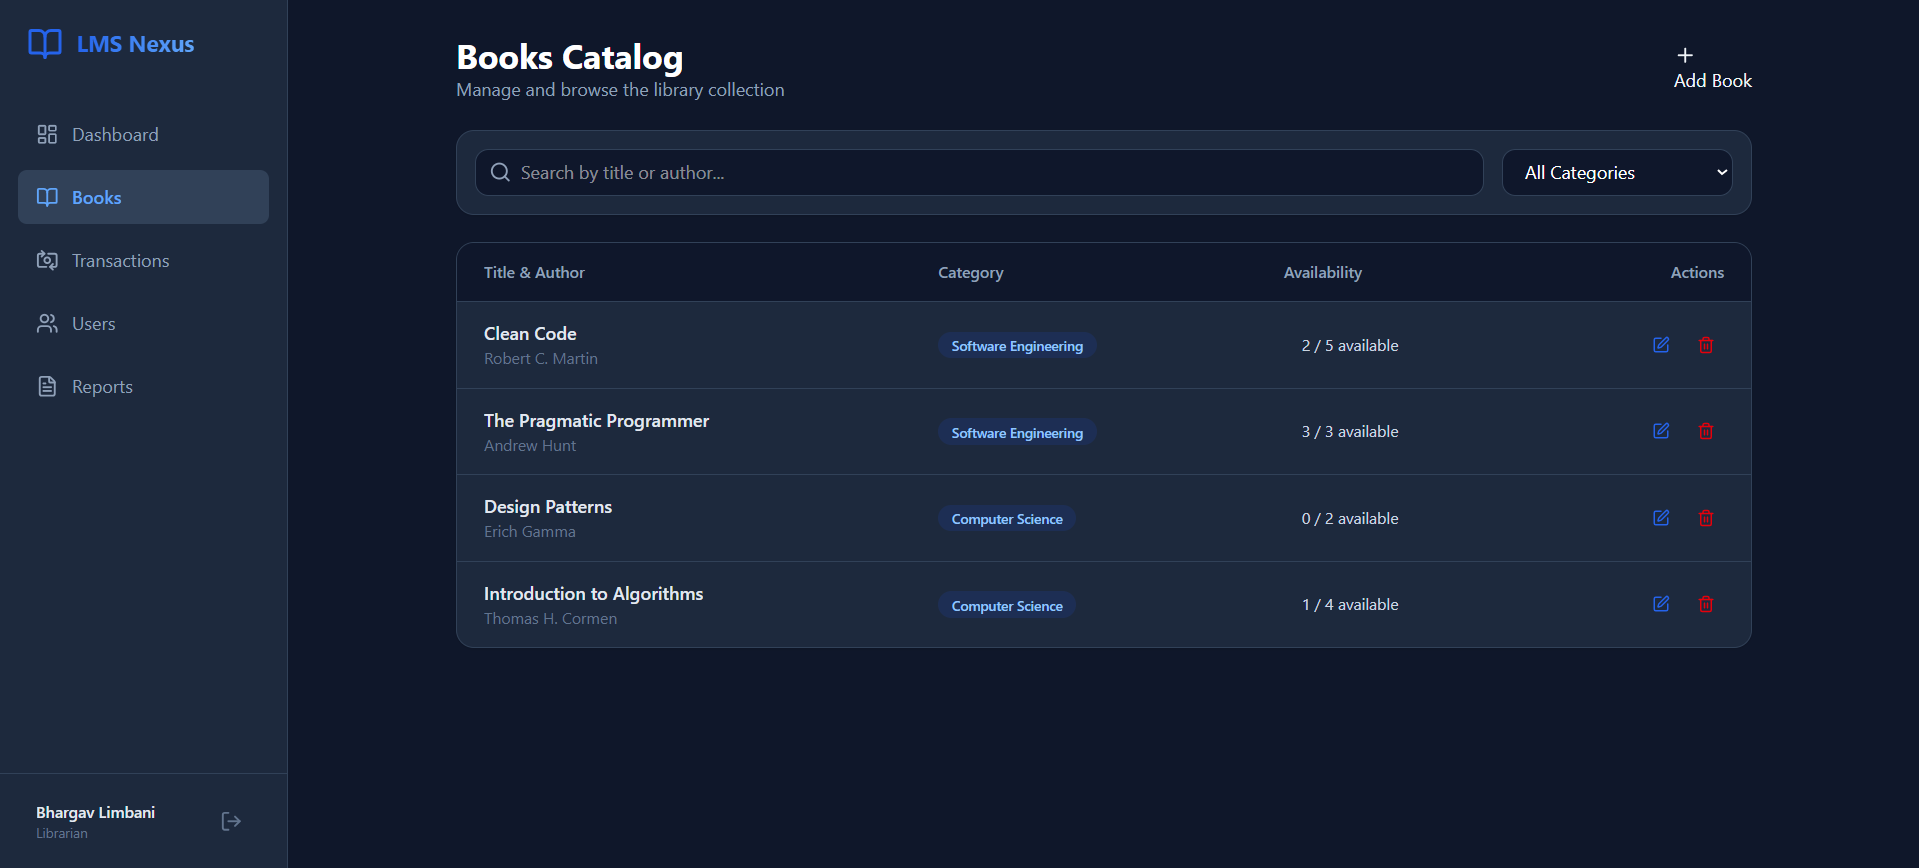 LMS Nexus
Dashboard
Books
Transactions
Users
Reports
Bhargav Limbani
Librarian
Books Catalog
Manage and browse the library collection
Add Book
Search by title or author...
All Categories
Title & Author Category Availability Actions
Clean Code
Robert C. Martin
Software Engineering
2 / 5 available
The Pragmatic Programmer
Andrew Hunt
Software Engineering
3 / 3 available
Design Patterns
Erich Gamma
Computer Science
0 / 2 available
Introduction to Algorithms
Thomas H. Cormen
Computer Science
1 / 4 available